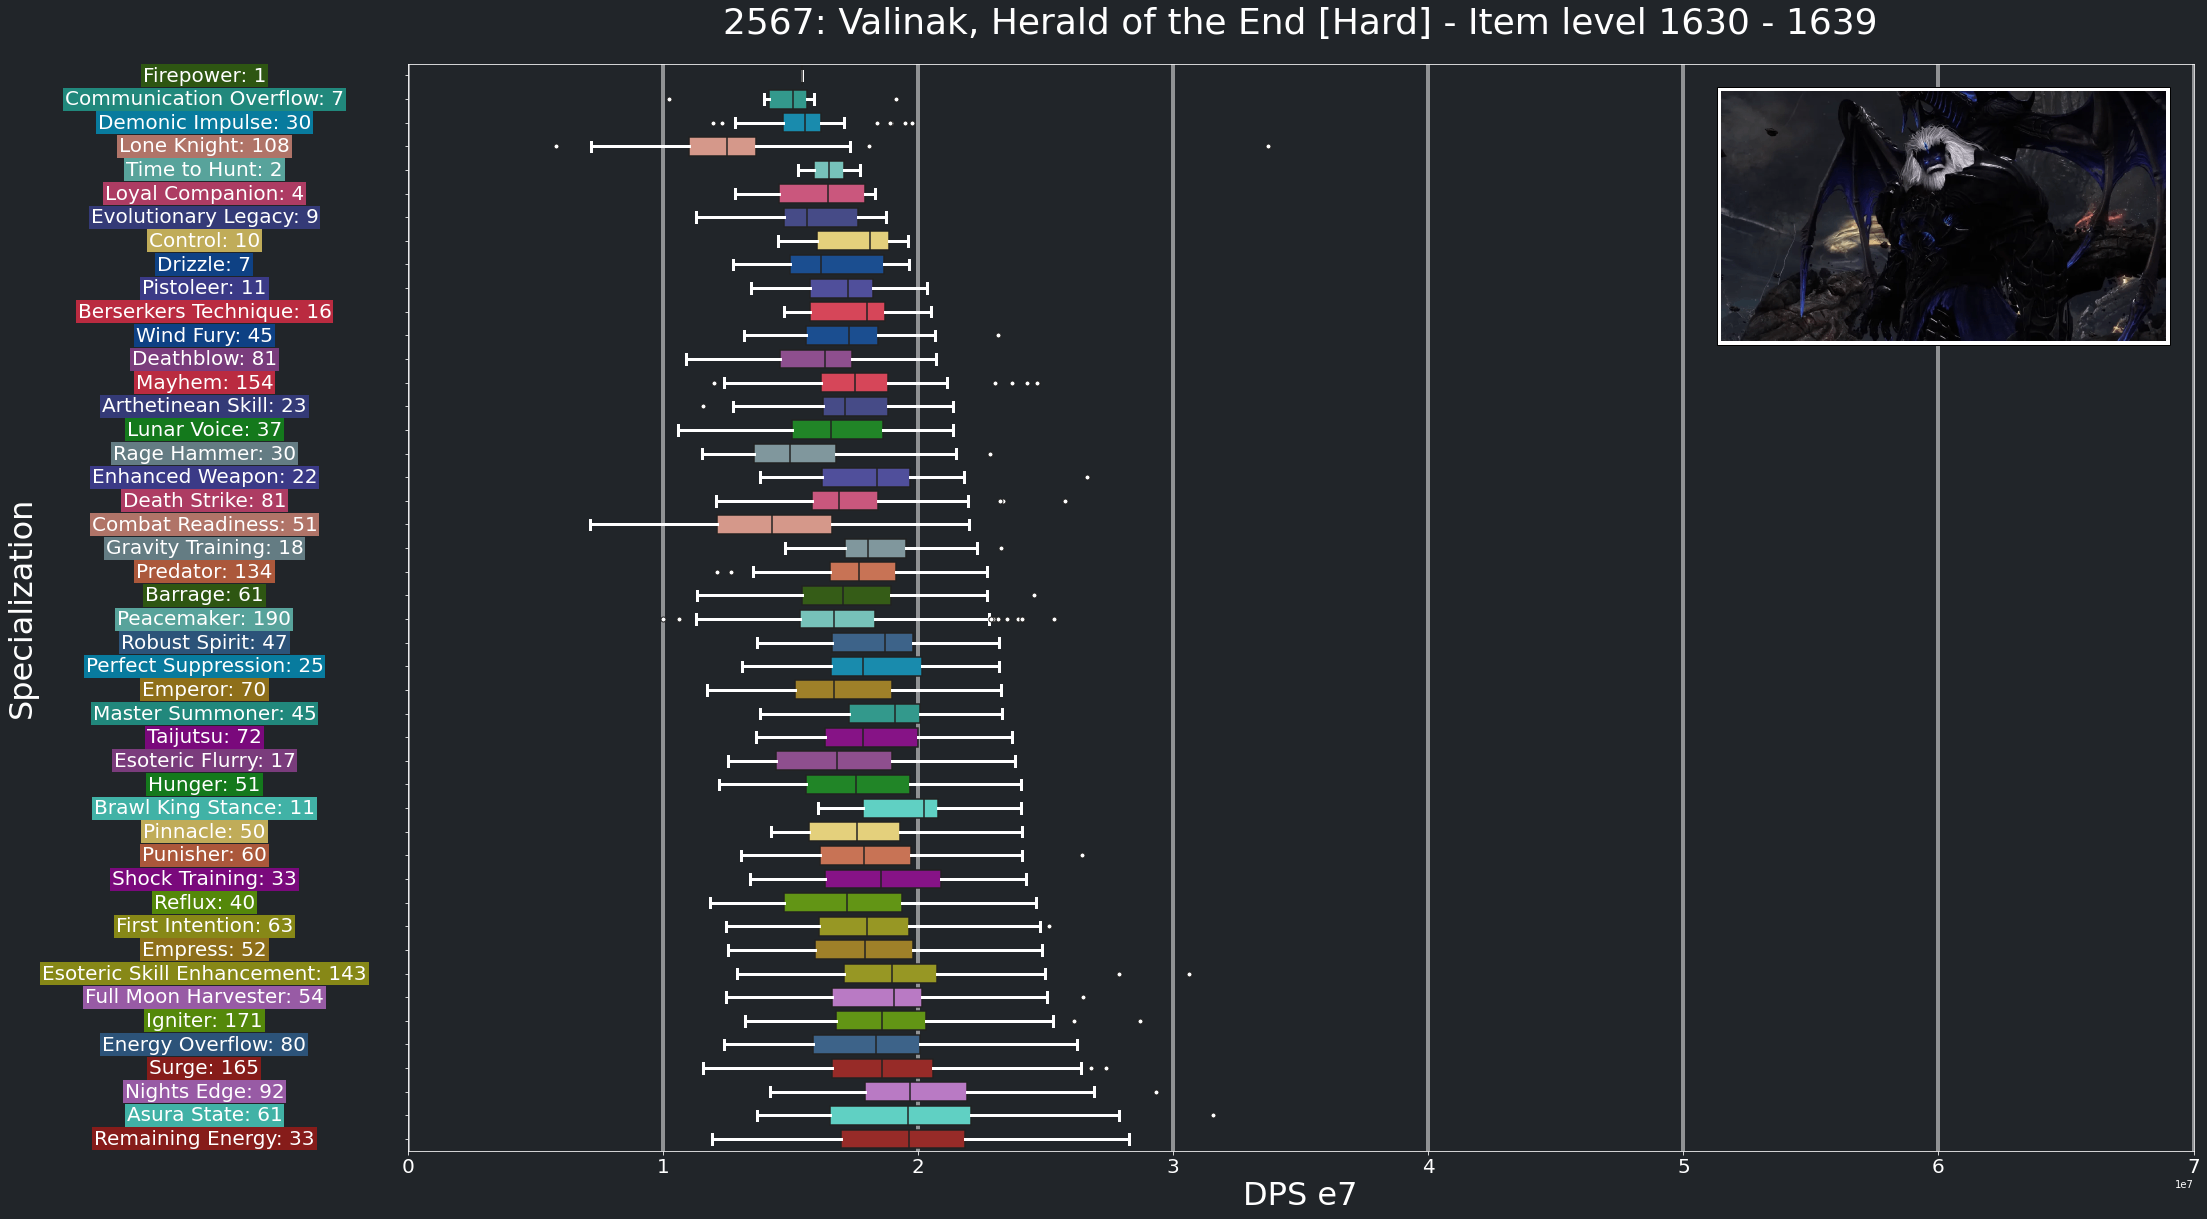 2567: Valinak, Herald of the End [Hard] - Item level 1630 - 1639
Specialization
Firepower: 1
Communication Overflow: 7
Demonic Impulse: 30
Lone Knight: 108
Time to Hunt: 2
Loyal Companion: 4
Evolutionary Legacy: 9
Control: 10
Drizzle: 7
Pistoleer: 11
Berserkers Technique: 16
Wind Fury: 45
Deathblow: 81
Mayhem: 154
Arthetinean Skill: 23
Lunar Voice: 37
Rage Hammer: 30
Enhanced Weapon: 22
Death Strike: 81
Combat Readiness: 51
Gravity Training: 18
Predator: 134
Barrage: 61
Peacemaker: 190
Robust Spirit: 47
Perfect Suppression: 25
Emperor: 70
Master Summoner: 45
Taijutsu: 72
Esoteric Flurry: 17
Hunger: 51
Brawl King Stance: 11
Pinnacle: 50
Punisher: 60
Shock Training: 33
Reflux: 40
First Intention: 63
Empress: 52
Esoteric Skill Enhancement: 143
Full Moon Harvester: 54
Igniter: 171
Energy Overflow: 80
Surge: 165
Nights Edge: 92
Asura State: 61
Remaining Energy: 33
0 1 2 3 4 5 6 7
1e7
DPS e7